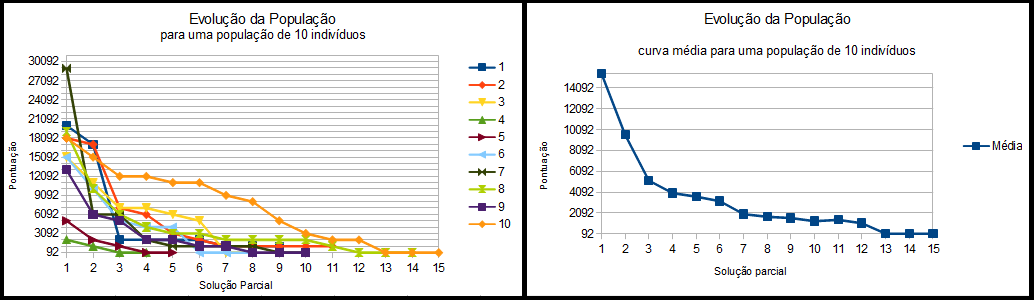 Evolução da População
para uma população de 10 indivíduos
30092
27092
24092
21092
18092
15092
12092
9092
6092
3092
92
Pontuação
1 2 3 4 5 6 7 8 9 10 11 12 13 14 15
Solução Parcial
1
2
3
4
5
6
7
8
9
10
Evolução da População
curva média para uma população de 10 indivíduos
14092
12092
10092
8092
6092
4092
2092
92
Pontuação
1 2 3 4 5 6 7 8 9 10 11 12 13 14 15
Solução parcial
Média